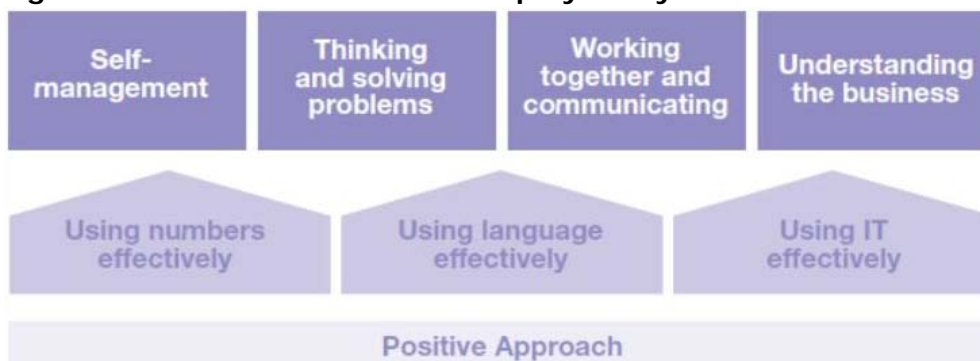 Self-
management
Thinking
and solving
problems
Working
together and
communicating
Understanding
the business
Using numbers
effectively
Using language
effectively
Using IT
effectively
Positive Approach